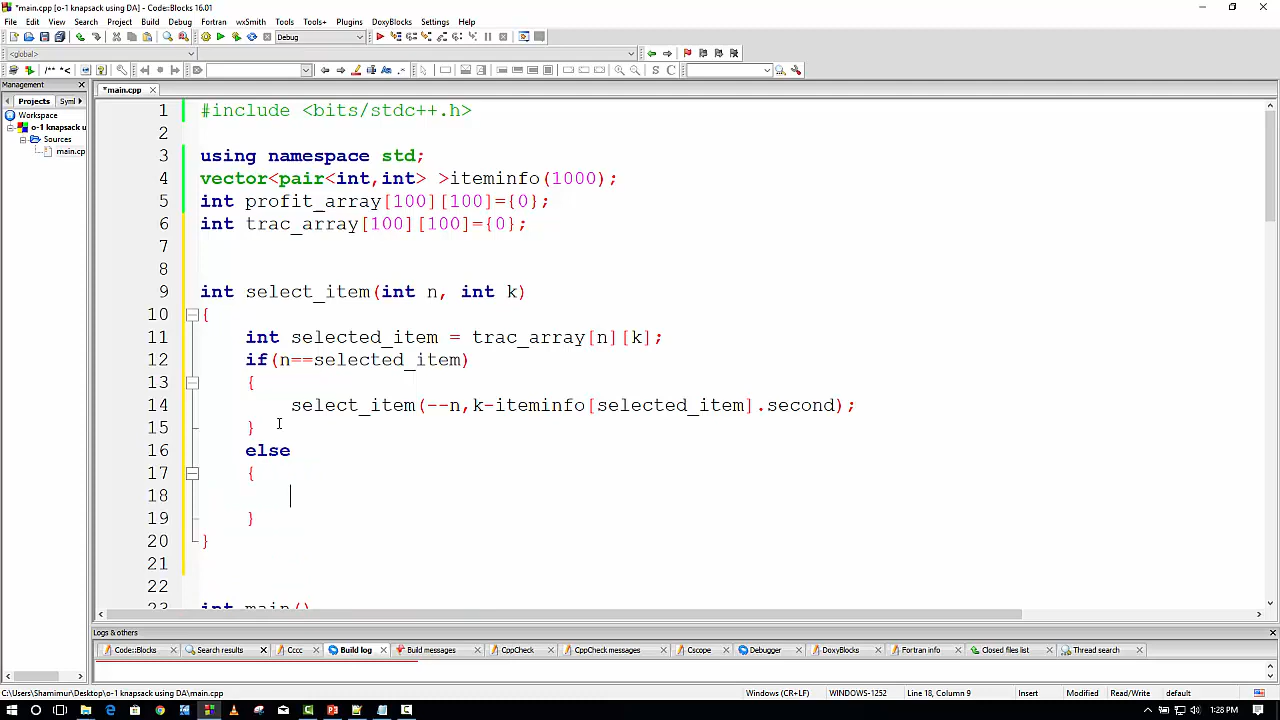 *main.cpp [o-1 knapsack using DA] - Code::Blocks 16.01
File Edit View Search Project Build Debug Fortran wxSmith Tools Tools+ Plugins DoxyBlocks Settings Help
Debug
<global>
/** *< S C
Management
Projects Syml
Workspace
o-1 knapsack u
Sources
main.cp
*main.cpp
1 #include <bits/stdc++.h>
2
3 using namespace std;
4 vector<pair<int,int> >iteminfo(1000);
5 int profit_array[100][100]={0};
6 int trac_array[100][100]={0};
7
8
9 int select_item(int n, int k)
10 {
11 int selected_item = trac_array[n][k];
12 if(n==selected_item)
13 {
14 select_item(--n,k-iteminfo[selected_item].second);
15 }
16 else
17 {
18
19 }
20 }
21
22
23 int main()
Logs & others
Code::Blocks Search results Cccc Build log Build messages CppCheck CppCheck messages Cscope Debugger DoxyBlocks Fortran info Closed files list Thread search
C:\Users\Shamimur\Desktop\o-1 knapsack using DA\main.cpp Windows (CR+LF) WINDOWS-1252 Line 18, Column 9 Insert Modified Read/Write default
1:28 PM